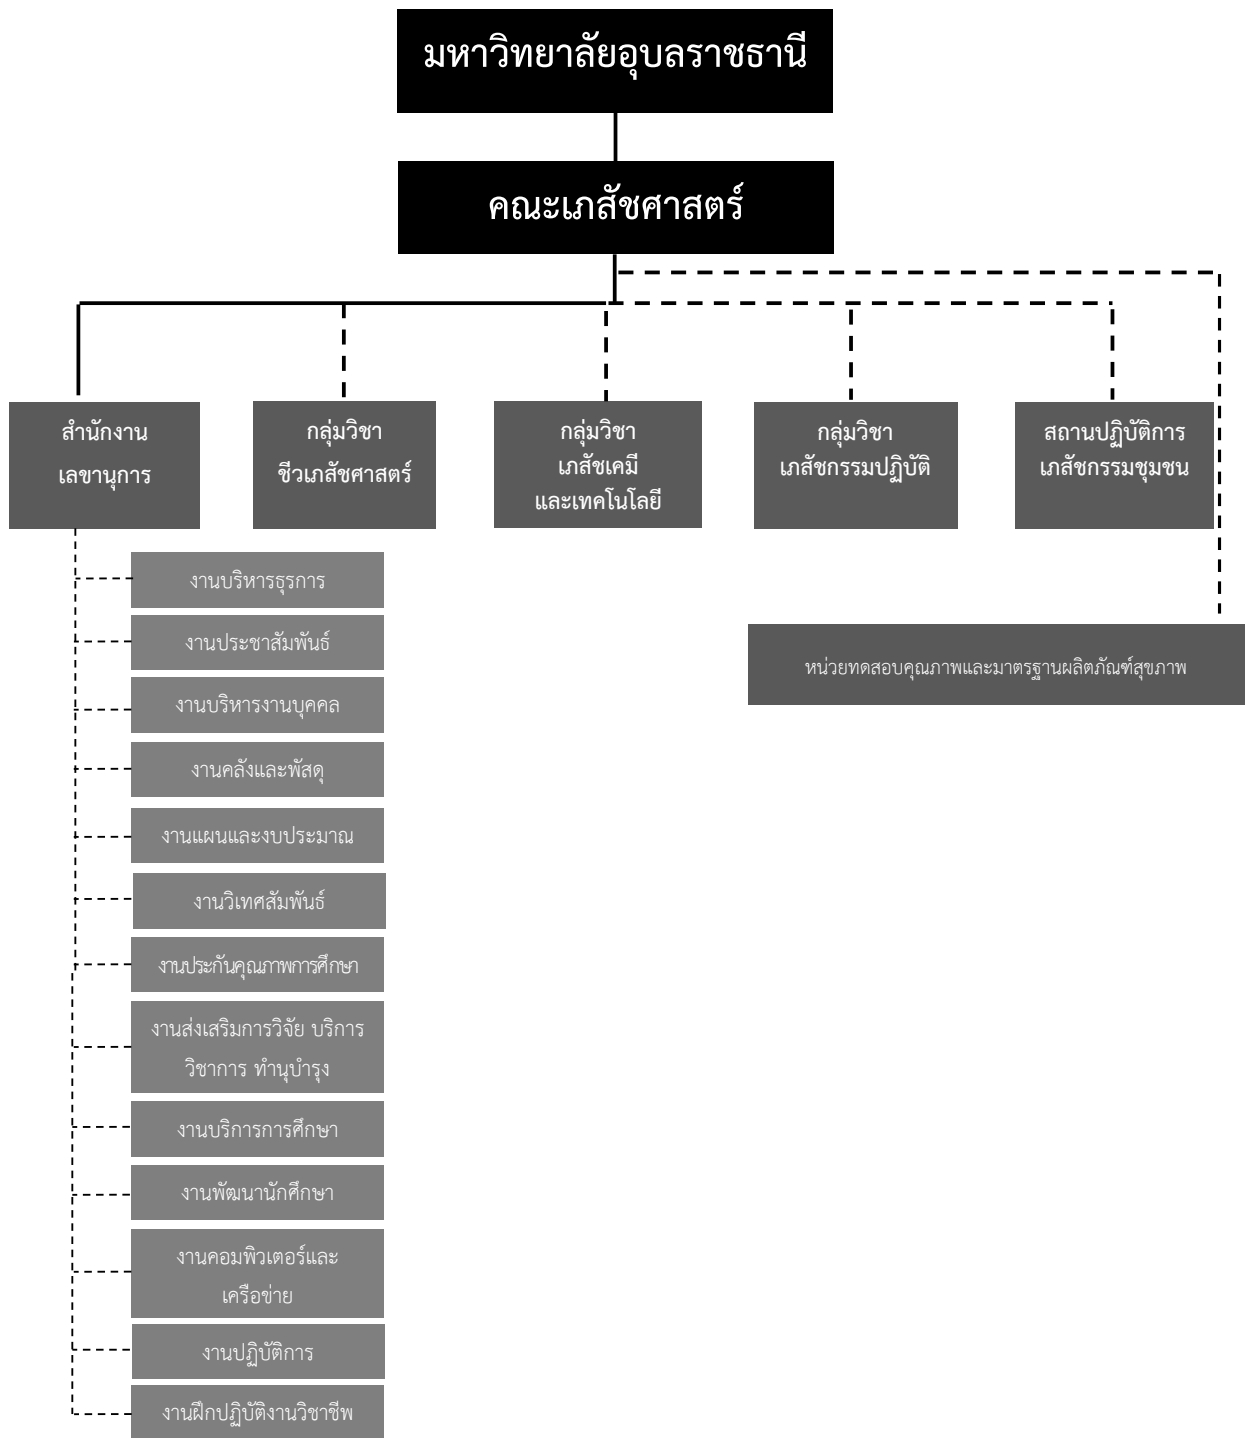 มหาวิทยาลัยอุบลราชธานี
คณะเภสัชศาสตร์
สำนักงาน
เลขานุการ
กลุ่มวิชา
ชีวเภสัชศาสตร์
กลุ่มวิชา
เภสัชเคมี
และเทคโนโลยี
กลุ่มวิชา
เภสัชกรรมปฏิบัติ
สถานปฏิบัติการ
เภสัชกรรมชุมชน
งานบริหารธุรการ
งานประชาสัมพันธ์
งานบริหารงานบุคคล
งานคลังและพัสดุ
งานแผนและงบประมาณ
งานวิเทศสัมพันธ์
งานประกันคุณภาพการศึกษา
งานส่งเสริมการวิจัย บริการ
วิชาการ ทำนุบำรุง
งานบริการการศึกษา
งานพัฒนานักศึกษา
งานคอมพิวเตอร์และ
เครือข่าย
งานปฏิบัติการ
งานฝึกปฏิบัติงานวิชาชีพ
หน่วยทดสอบคุณภาพและมาตรฐานผลิตภัณฑ์สุขภาพ